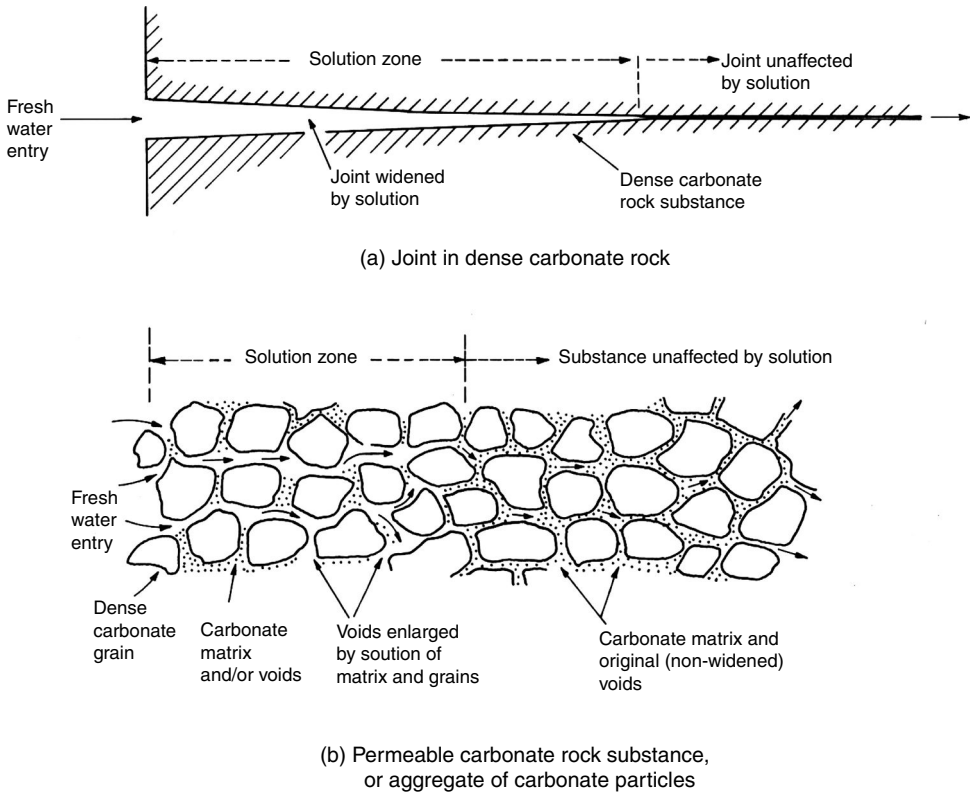 Solution zone
Joint unaffected
by solution
Fresh
water
entry
Joint widened
by solution
Dense carbonate
rock substance
(a) Joint in dense carbonate rock
Solution zone
Substance unaffected by solution
Fresh
water
entry
Dense
carbonate
grain
Carbonate
matrix
and/or voids
Voids enlarged
by soution of
matrix and grains
Carbonate matrix and
original (non-widened)
voids
(b) Permeable carbonate rock substance,
or aggregate of carbonate particles